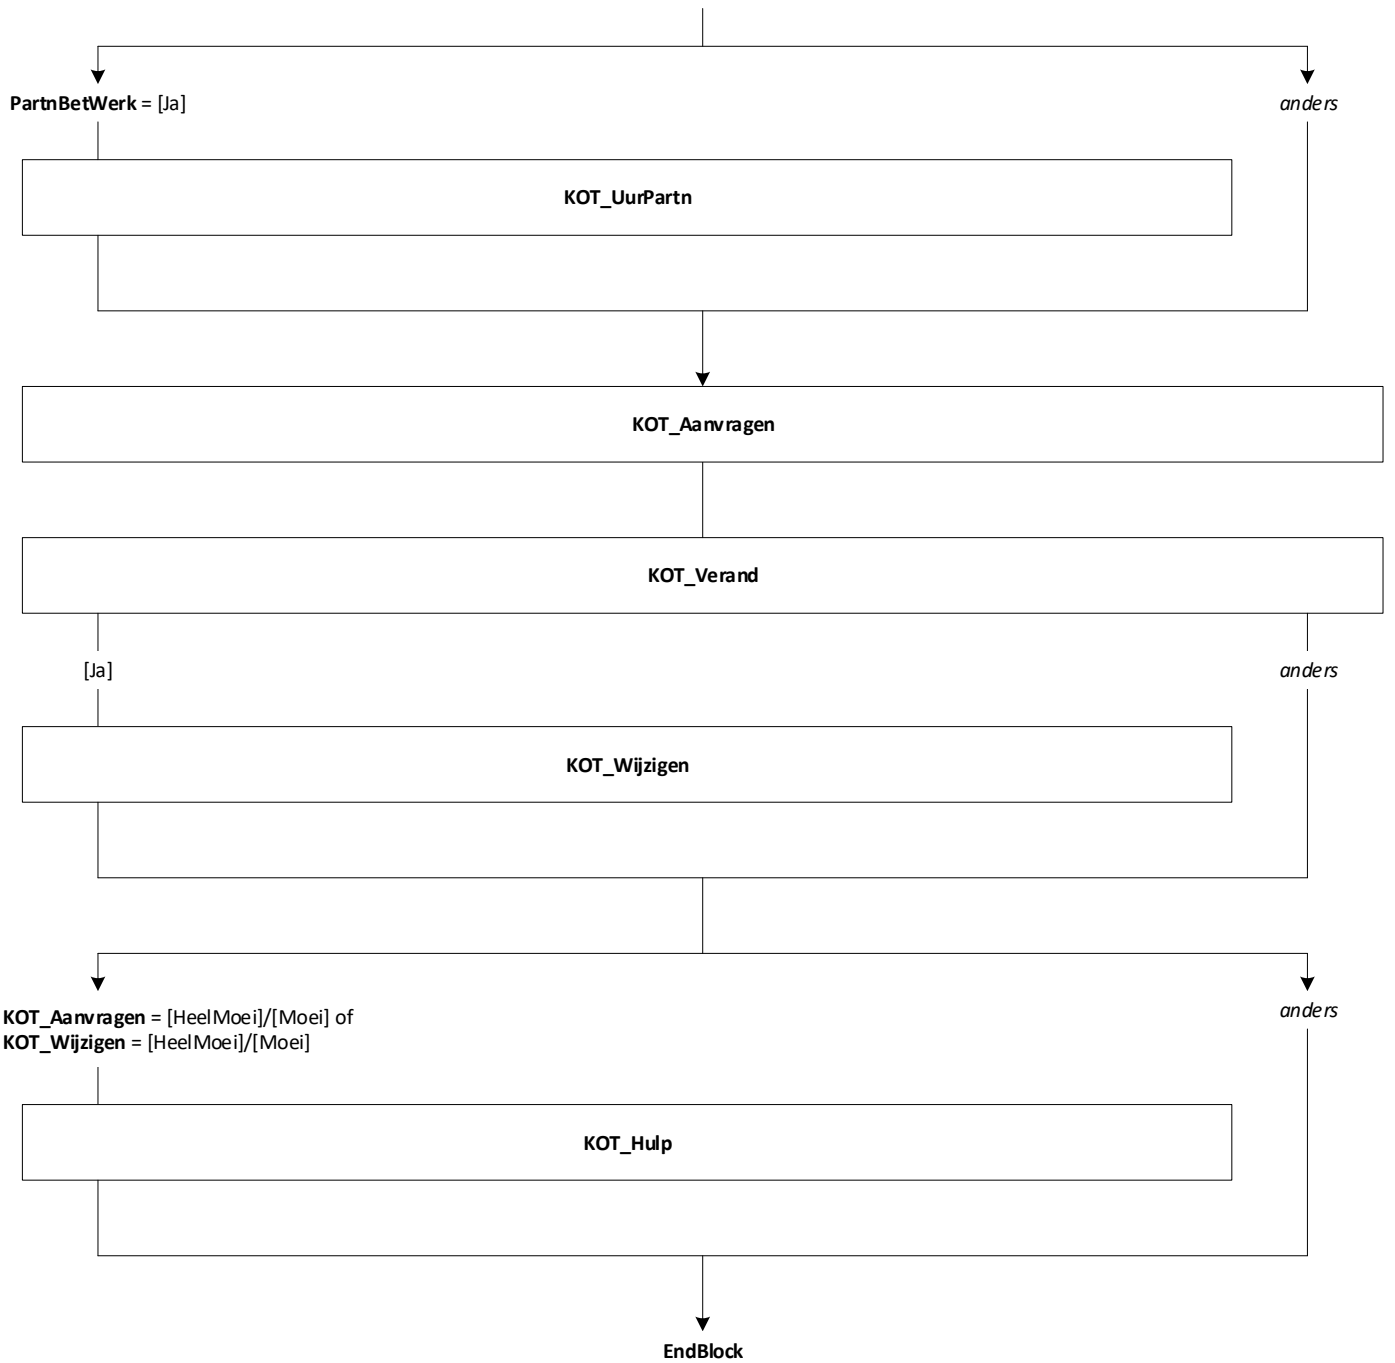 PartnBetWerk = [Ja]
anders
KOT_UurPartn
KOT_Aanvragen
KOT_Verand
[Ja]
anders
KOT_Wijzigen
KOT_Aanvragen = [HeelMoei]/[Moei] of
KOT_Wijzigen = [HeelMoei]/[Moei]
anders
KOT_Hulp
EndBlock